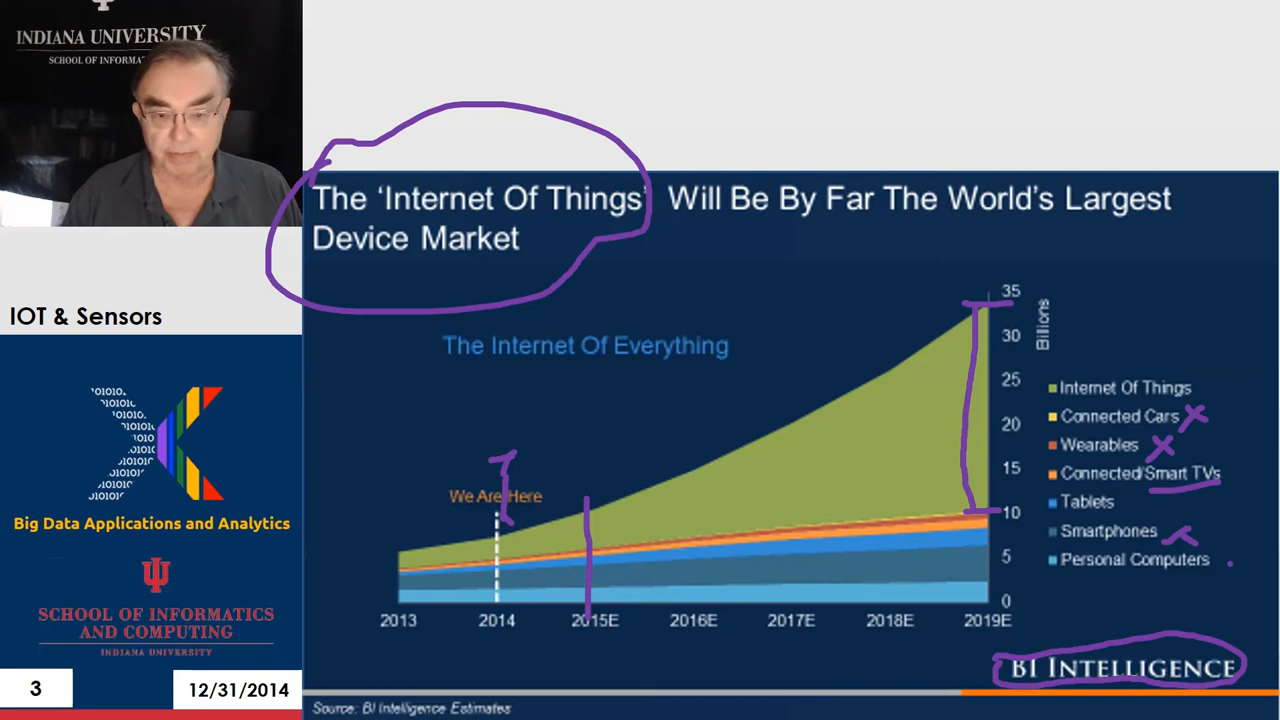 INDIANA UNIVERSITY
SCHOOL OF INFORMA
The ‘Internet Of Things’ Will Be By Far The World’s Largest
Device Market
IOT & Sensors
The Internet Of Everything
We Are Here
35
30
25
20
15
10
5
0
Billions
Internet Of Things
Connected Cars
Wearables
Connected/Smart TVs
Tablets
Smartphones
Personal Computers
2013
2014
2015E
2016E
2017E
2018E
2019E
Big Data Applications and Analytics
SCHOOL OF INFORMATICS
AND COMPUTING
INDIANA UNIVERSITY
BI INTELLIGENCE
3
12/31/2014
Source: BI Intelligence Estimates